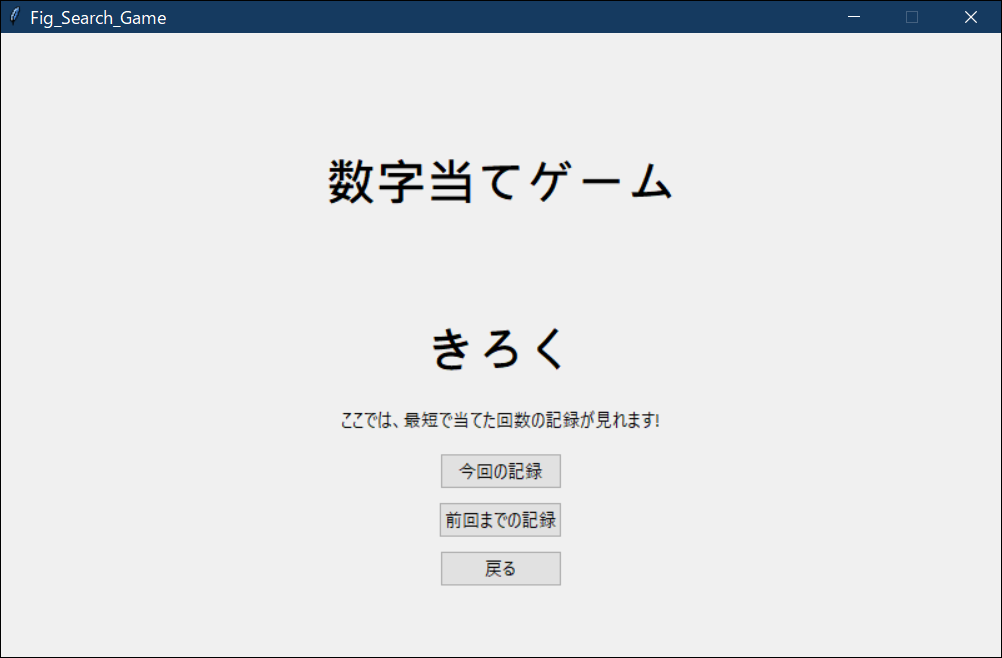 Fig_Search_Game
数字当てゲーム
きろく
ここでは、最短で当てた回数の記録が見れます!
今回の記録
前回までの記録
戻る